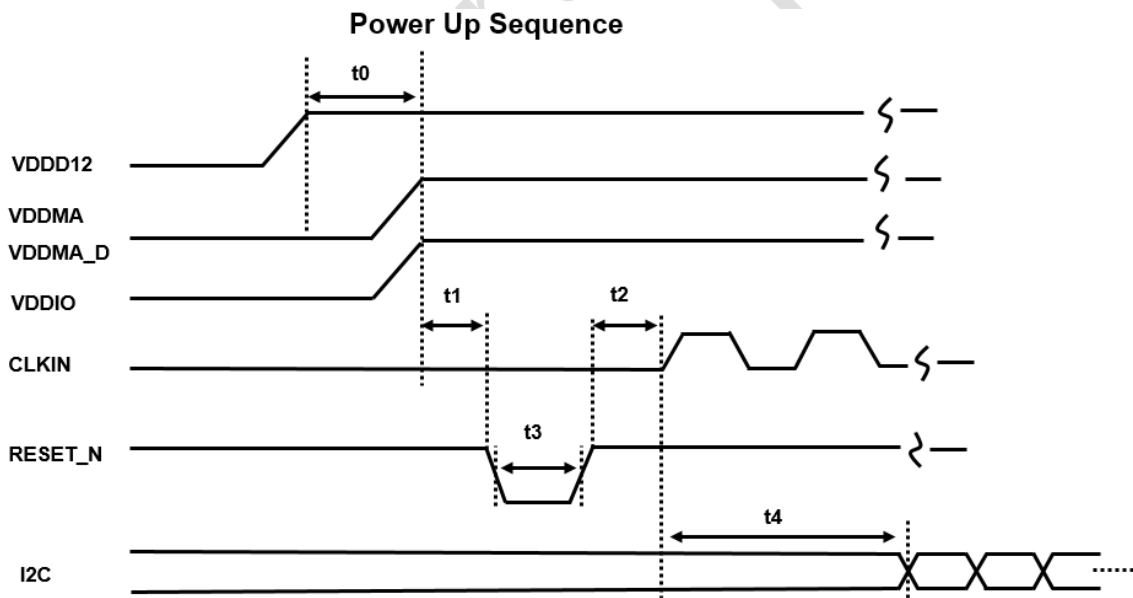 Power Up Sequence
t0
VDDD12
VDDMA
VDDMA_D
VDDIO
t1
t2
CLKIN
t3
RESET_N
t4
I2C